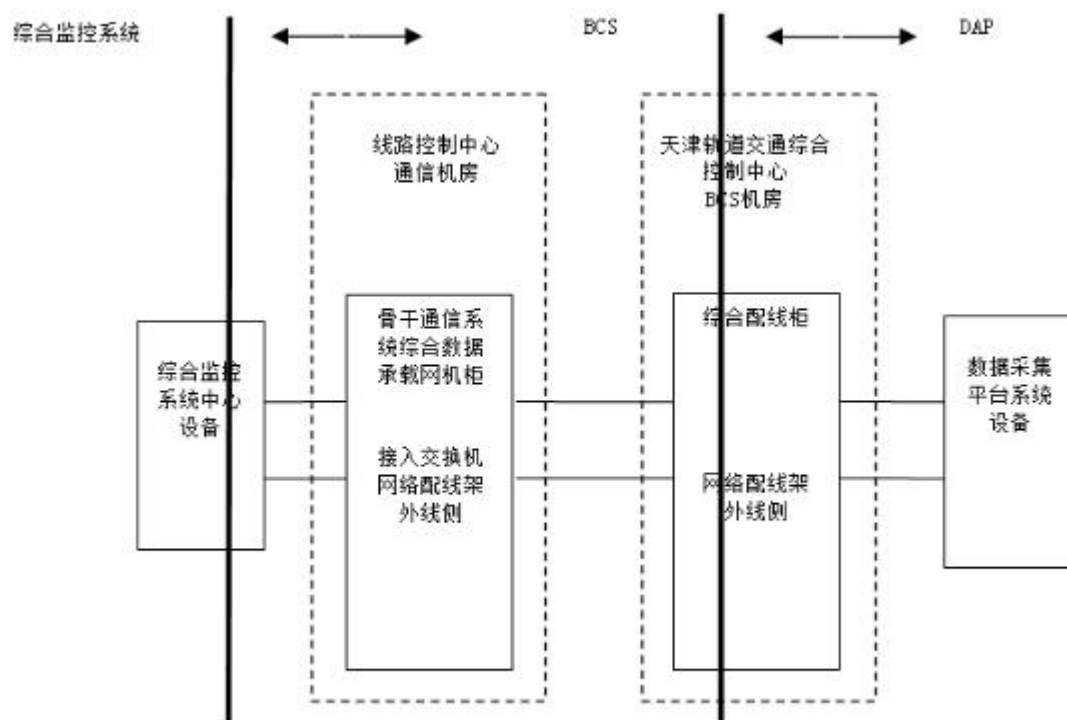 综合监控系统
BCS
DAP
线路控制中心
通信机房
天津轨道交通综合
控制中心
BCS机房
综合监控
系统中心
设备
骨干通信系
统综合数据
承载网机柜
接入交换机
网络配线架
外线侧
综合配线柜
网络配线架
外线侧
数据采集
平台系统
设备